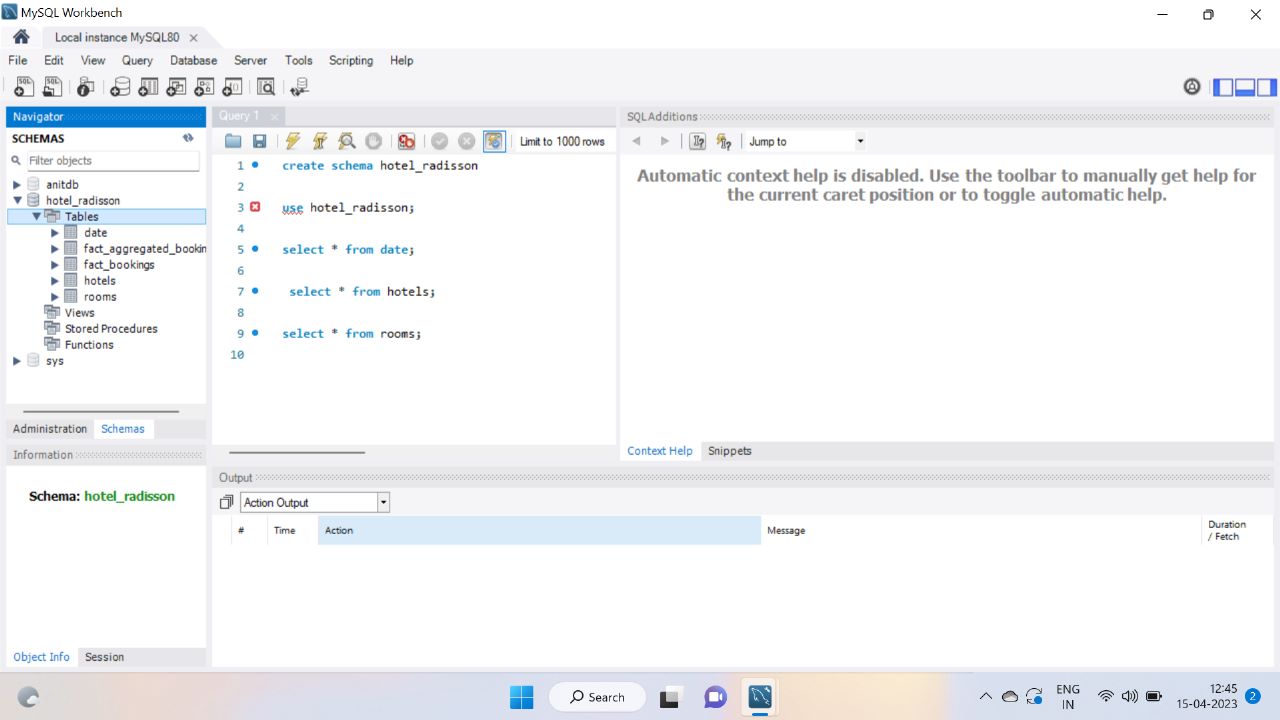 MySQL Workbench
Local instance MySQL80
File Edit View Query Database Server Tools Scripting Help
Navigator
SCHEMAS
Filter objects
anitdb
hotel_radisson
Tables
date
fact_aggregated_bookin
fact_bookings
hotels
rooms
Views
Stored Procedures
Functions
sys
Administration Schemas
Information
Schema: hotel_radisson
Object Info Session
Query 1
Limit to 1000 rows
1 create schema hotel_radisson
2
3 use hotel_radisson;
4
5 select * from date;
6
7 select * from hotels;
8
9 select * from rooms;
10
SQLAdditions
Jump to
Automatic context help is disabled. Use the toolbar to manually get help for
the current caret position or to toggle automatic help.
Context Help Snippets
Output
Action Output
# Time Action Message Duration
/ Fetch
Search
ENG
IN
12:45
15-04-2023
2